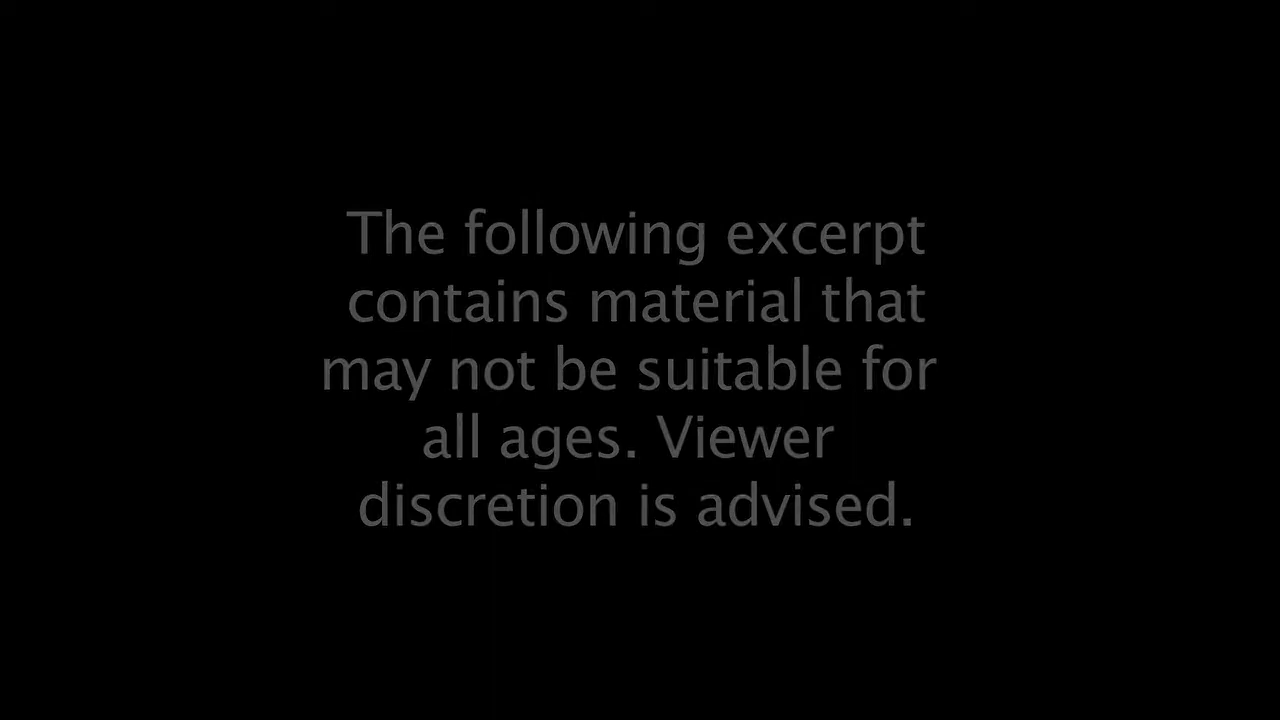 The following excerpt
contains material that
may not be suitable for
all ages. Viewer
discretion is advised.